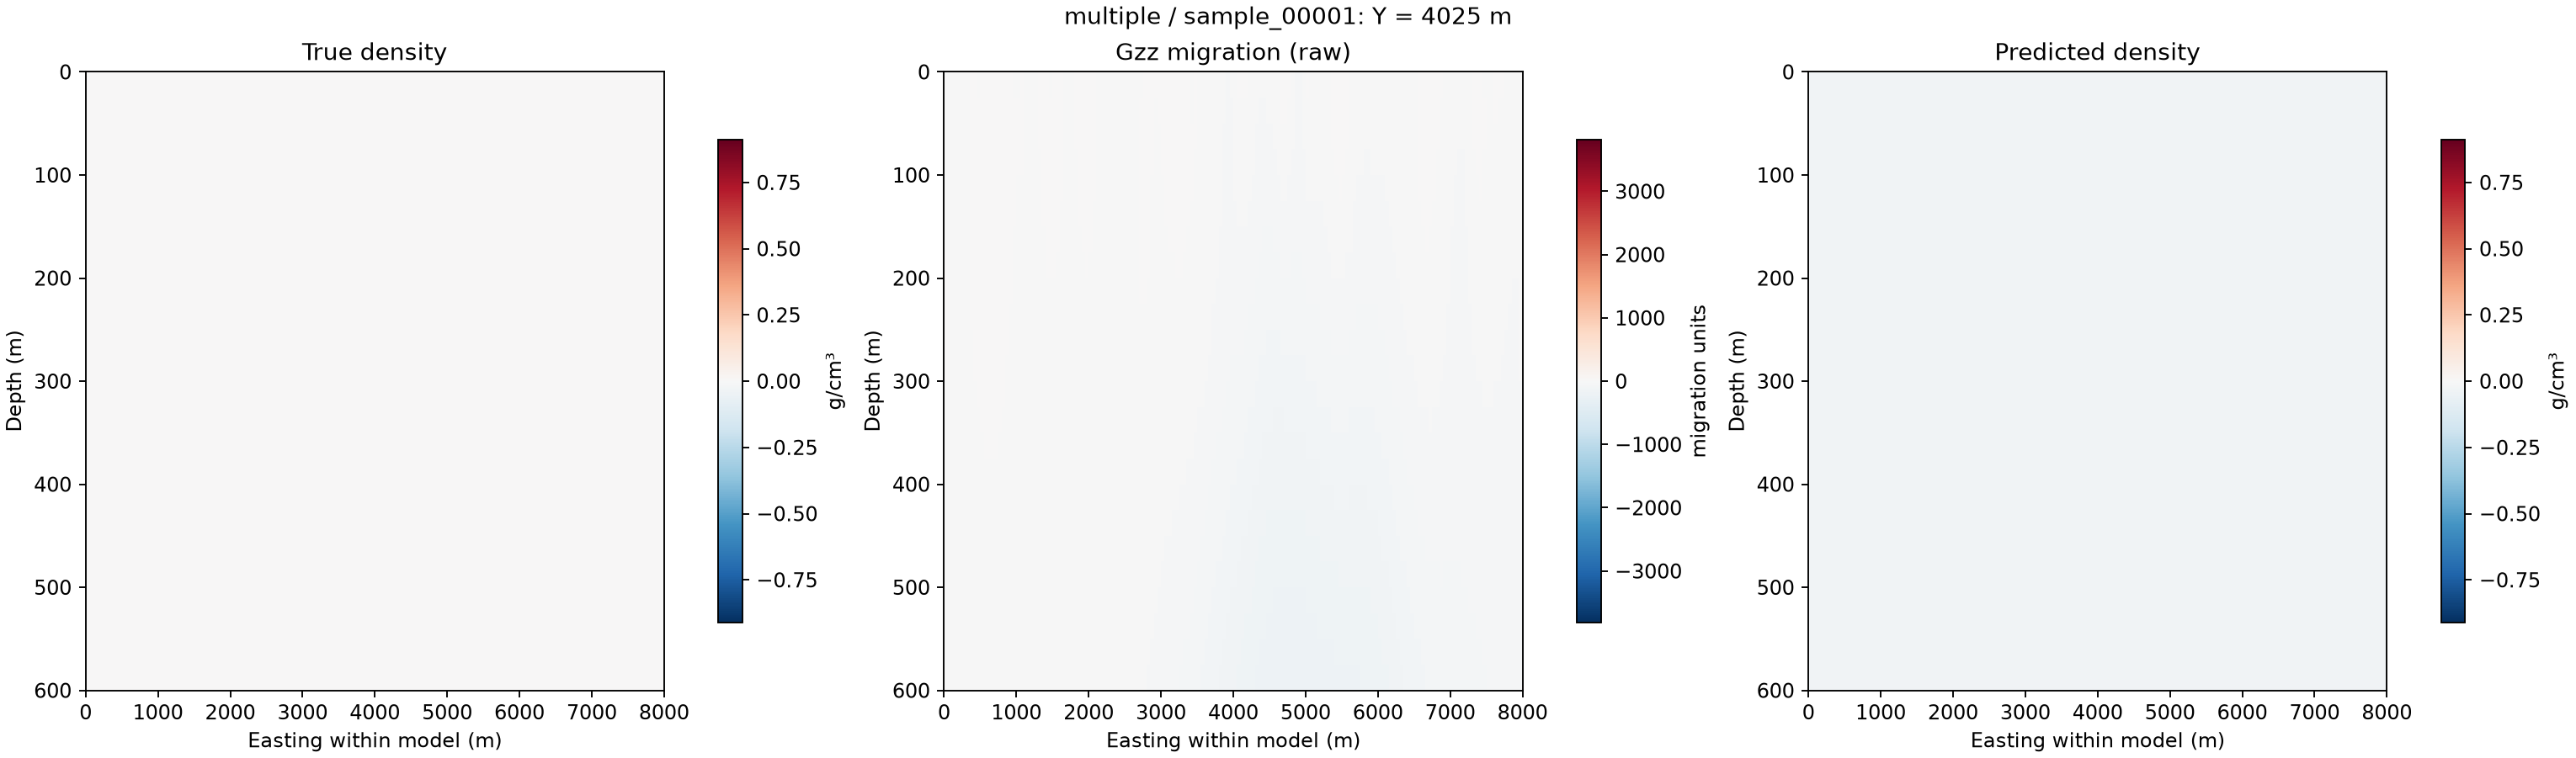 multiple / sample_00001: Y = 4025 m
True density
0
100
200
300
400
500
600
Depth (m)
0 1000 2000 3000 4000 5000 6000 7000 8000
Easting within model (m)
0.75
0.50
0.25
0.00
−0.25
−0.50
−0.75
g/cm³
Gzz migration (raw)
0
100
200
300
400
500
600
Depth (m)
0 1000 2000 3000 4000 5000 6000 7000 8000
Easting within model (m)
3000
2000
1000
0
−1000
−2000
−3000
migration units
Predicted density
0
100
200
300
400
500
600
Depth (m)
0 1000 2000 3000 4000 5000 6000 7000 8000
Easting within model (m)
0.75
0.50
0.25
0.00
−0.25
−0.50
−0.75
g/cm³